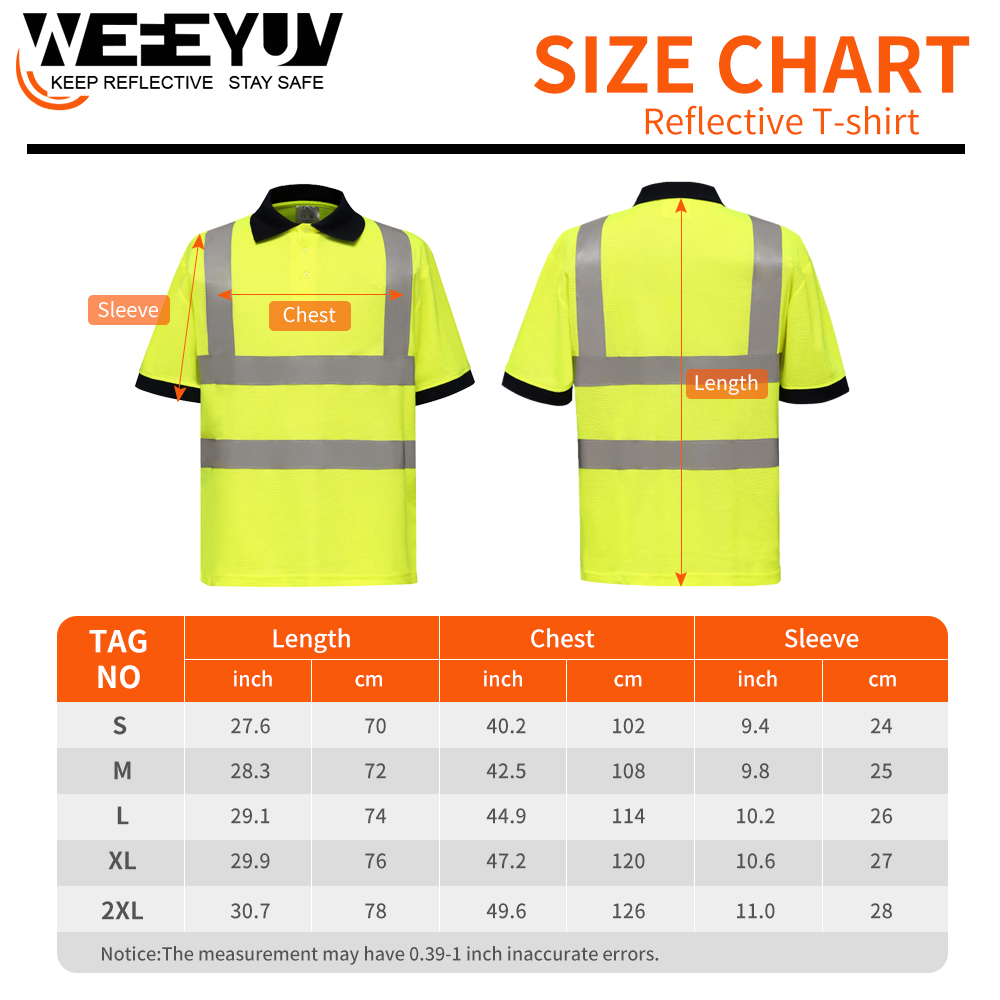 WEFEYUV
KEEP REFLECTIVE STAY SAFE
SIZE CHART
Reflective T-shirt
Sleeve
Chest
Length
TAG NO Length Chest Sleeve
inch cm inch cm inch cm
S 27.6 70 40.2 102 9.4 24
M 28.3 72 42.5 108 9.8 25
L 29.1 74 44.9 114 10.2 26
XL 29.9 76 47.2 120 10.6 27
2XL 30.7 78 49.6 126 11.0 28
Notice:The measurement may have 0.39-1 inch inaccurate errors.